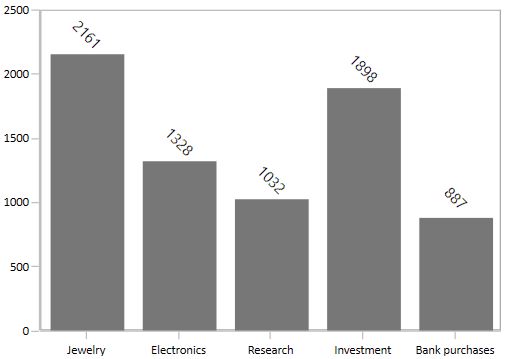 2500
2000
1500
1000
500
0
2161
1328
1032
1898
887
Jewelry
Electronics
Research
Investment
Bank purchases